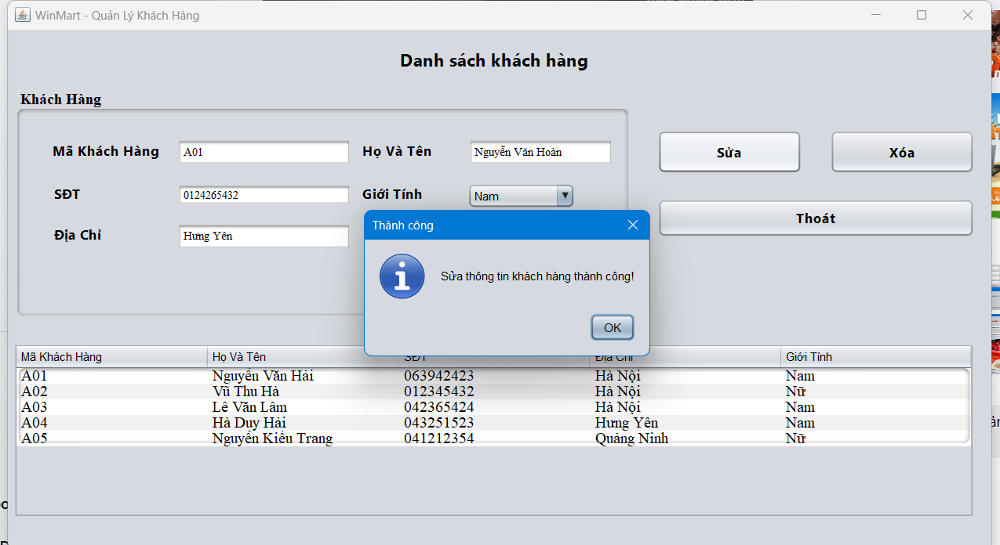 WinMart - Quản Lý Khách Hàng
Danh sách khách hàng
Khách Hàng
Mã Khách Hàng A01 Họ Và Tên Nguyễn Văn Hoàn Sửa Xóa
SĐT 0124265432 Giới Tính Nam
Thoát
Địa Chỉ Hưng Yên
Thành công
Sửa thông tin khách hàng thành công!
OK
Mã Khách Hàng Họ Và Tên SĐT Địa Chỉ Giới Tính
A01 Nguyễn Văn Hải 063942423 Hà Nội Nam
A02 Vũ Thu Hà 012345432 Hà Nội Nữ
A03 Lê Văn Lâm 042365424 Hà Nội Nam
A04 Hà Duy Hải 043251523 Hưng Yên Nam
A05 Nguyễn Kiều Trang 041212354 Quảng Ninh Nữ